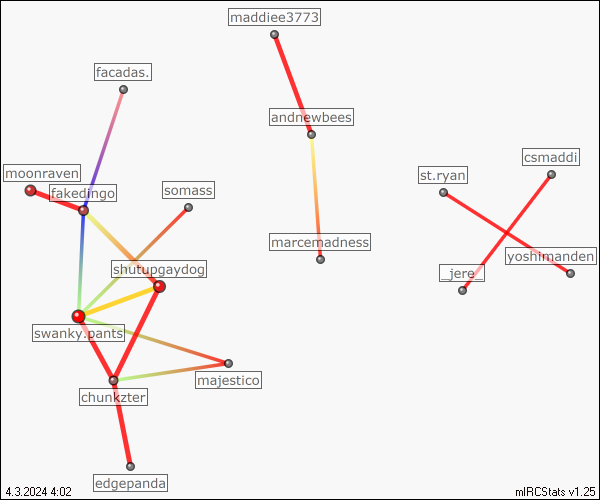 maddiee3773
facadas.
andnewbees
csmaddi
moonraven
st.ryan
fakedingo
somass
marcemadness
yoshimanden
shutupgaydog
_jere_
swanky.pants
majestico
chunkzter
edgepanda
4.3.2024 4:02
mIRCStats v1.25